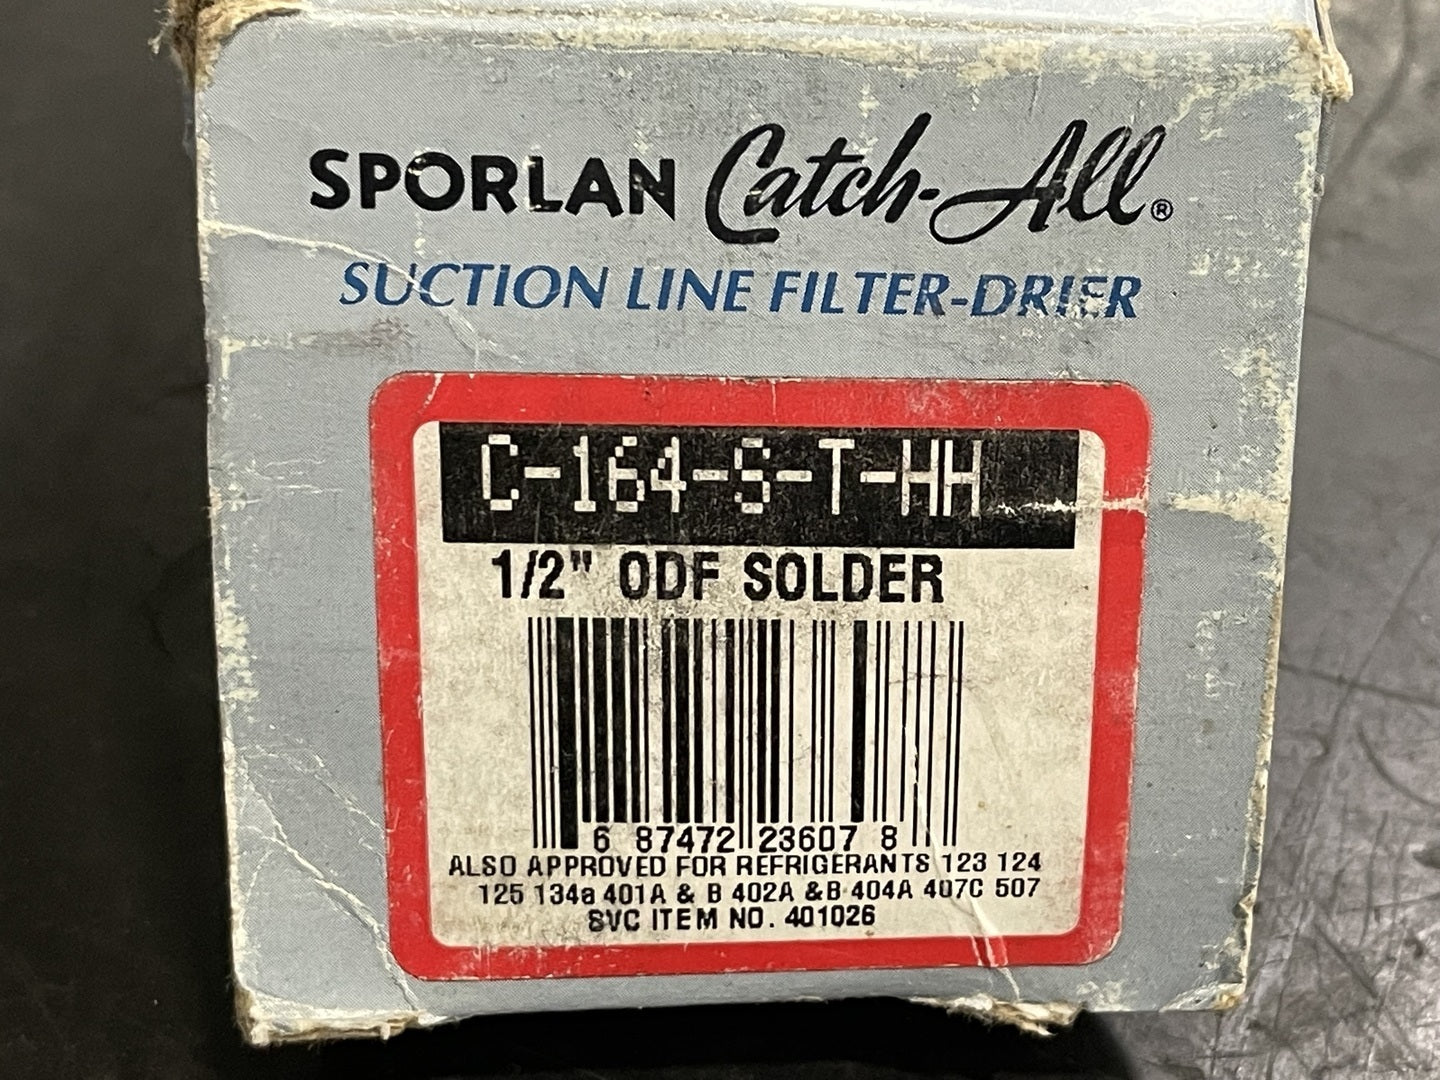 SPORLAN Catch-All®
SUCTION LINE FILTER-DRIER
C-164-S-T-HH
1/2" ODF SOLDER
6 87472 23607 8
ALSO APPROVED FOR REFRIGERANTS 123 124
125 134a 401A & B 402A &B 404A 407C 507
SVC ITEM NO. 401026